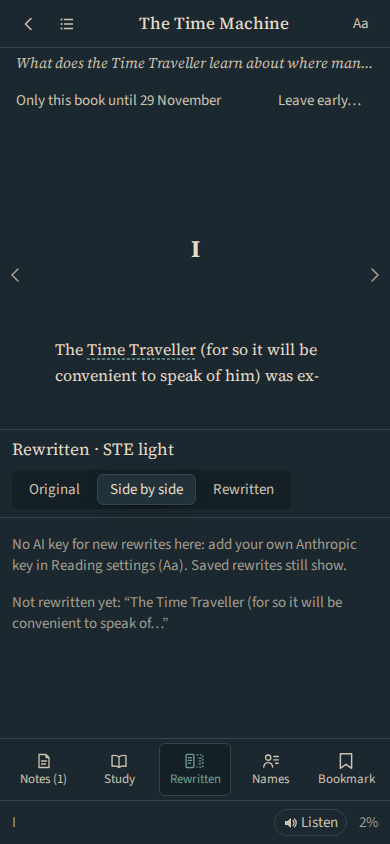 The Time Machine
Aa
What does the Time Traveller learn about where man...
Only this book until 29 November
Leave early...
I
The Time Traveller (for so it will be
convenient to speak of him) was ex-
Rewritten · STE light
Original
Side by side
Rewritten
No AI key for new rewrites here: add your own Anthropic
key in Reading settings (Aa). Saved rewrites still show.
Not rewritten yet: “The Time Traveller (for so it will be
convenient to speak of…”
Notes (1)
Study
Rewritten
Names
Bookmark
I
Listen
2%